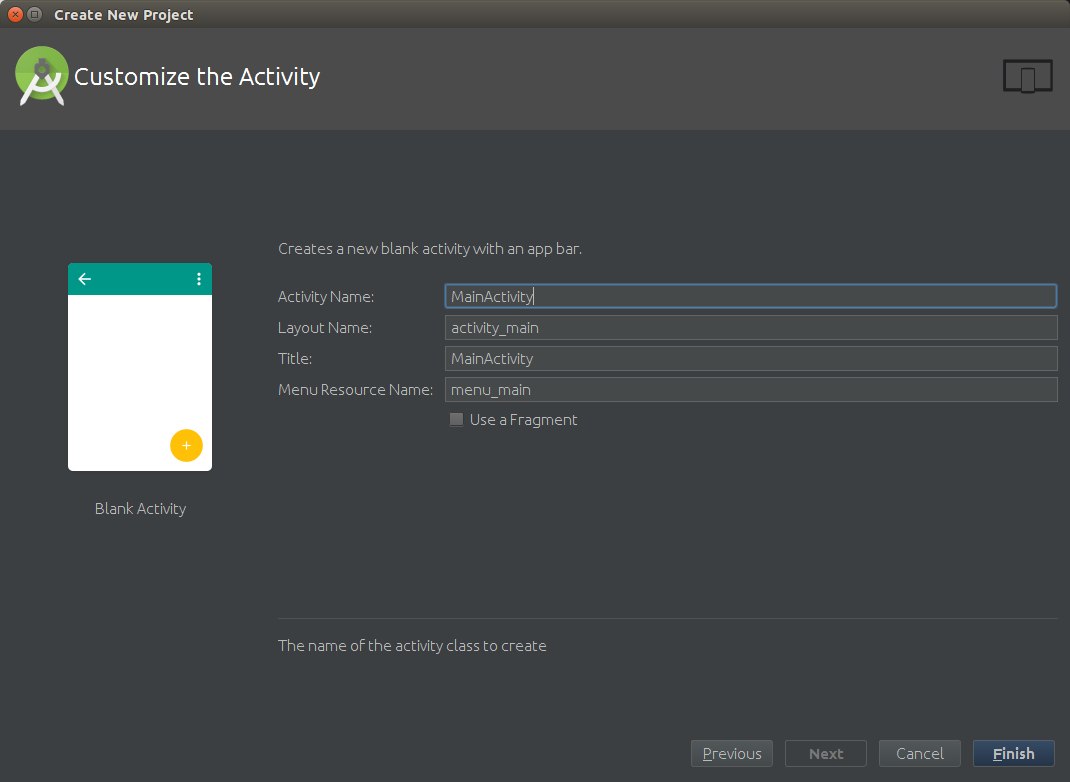 Create New Project
Customize the Activity
Creates a new blank activity with an app bar.
Activity Name: MainActivity
Layout Name: activity_main
Title: MainActivity
Menu Resource Name: menu_main
Use a Fragment
Blank Activity
The name of the activity class to create
Previous Next Cancel Finish